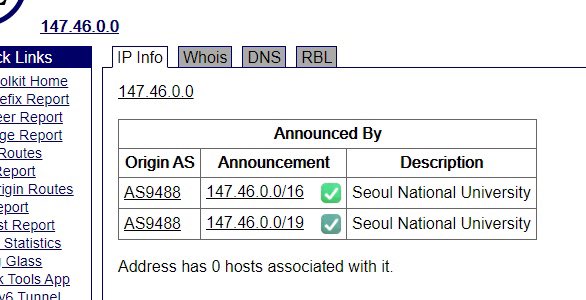 147.46.0.0
ck Links
IP Info Whois DNS RBL
oolkit Home
efix Report
eer Report
ge Report
Routes
Report
rigin Routes
eport
st Report
Statistics
g Glass
k Tools App
v6 Tunnel
147.46.0.0
Announced By
Origin AS Announcement Description
AS9488 147.46.0.0/16 Seoul National University
AS9488 147.46.0.0/19 Seoul National University
Address has 0 hosts associated with it.